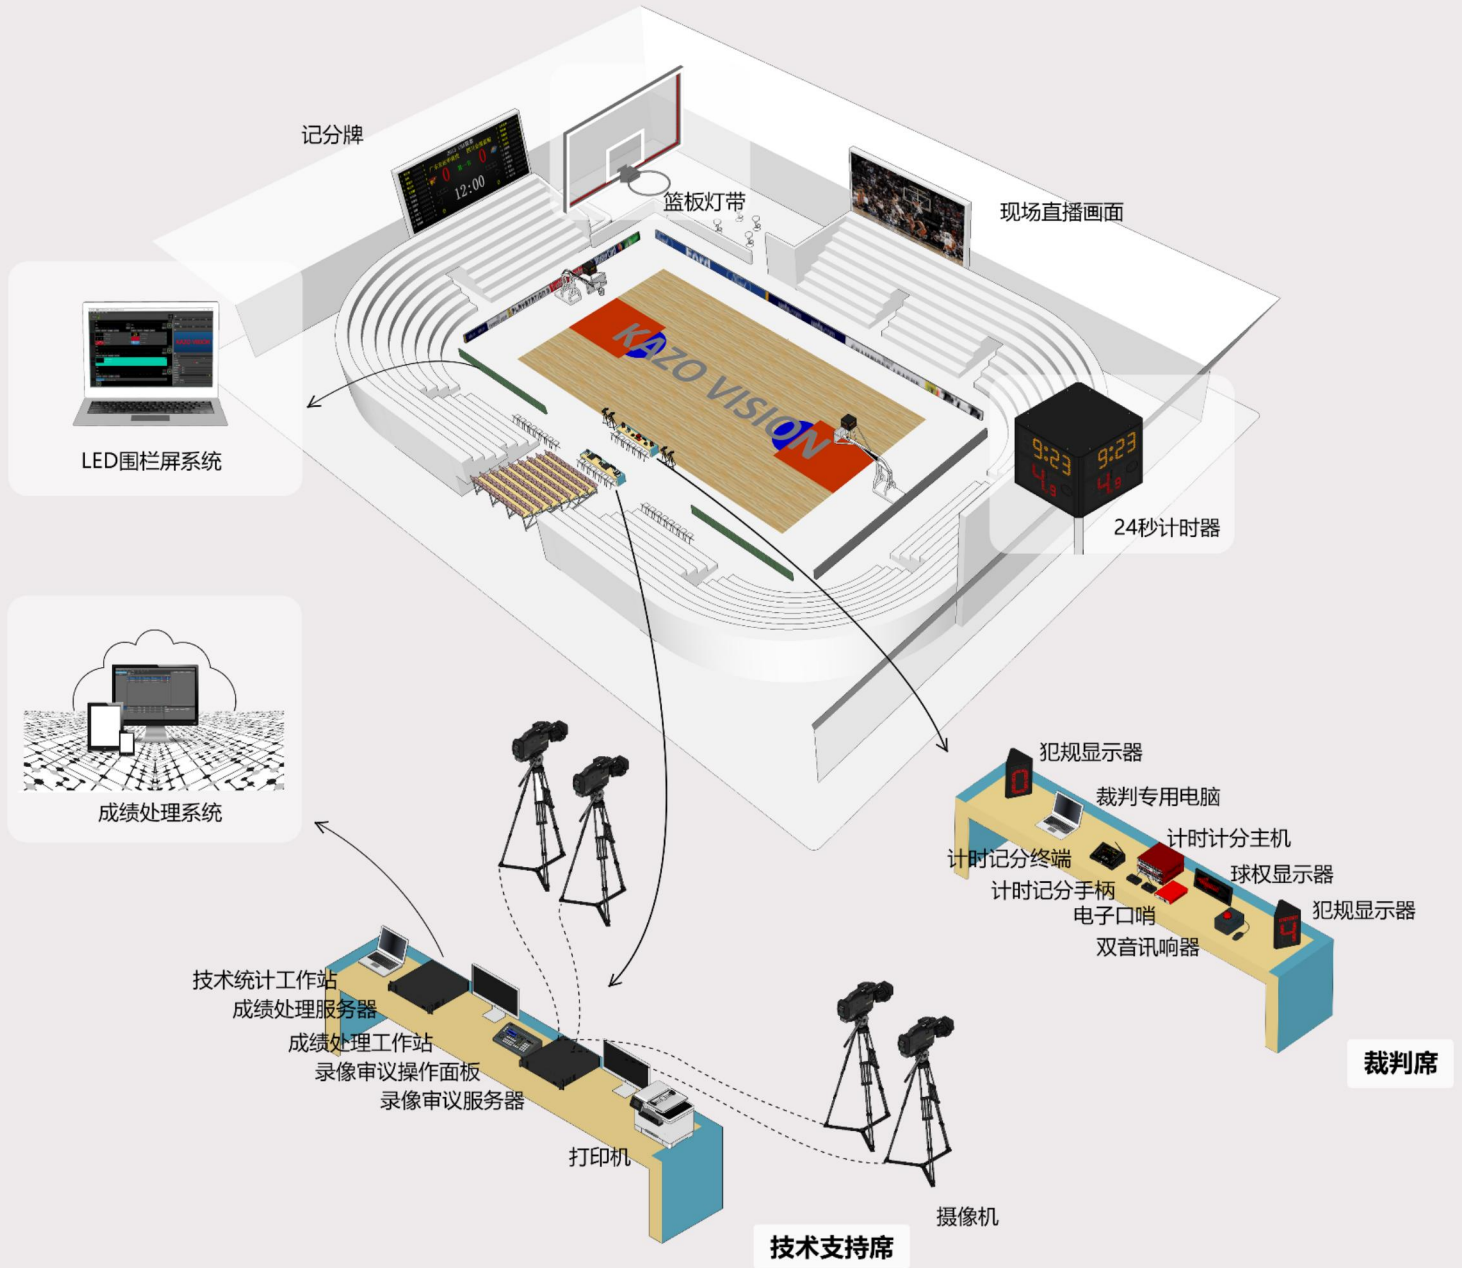 记分牌
0
0
12:00
篮板灯带
现场直播画面
Ford
KAZO VISION
LED围栏屏系统
9:23
9:23
4.9
4.9
24秒计时器
成绩处理系统
0
犯规显示器
裁判专用电脑
计时计分主机
计时记分终端
球权显示器
计时记分手柄
电子口哨
4
犯规显示器
双音讯响器
裁判席
技术统计工作站
成绩处理服务器
成绩处理工作站
录像审议操作面板
录像审议服务器
打印机
摄像机
技术支持席